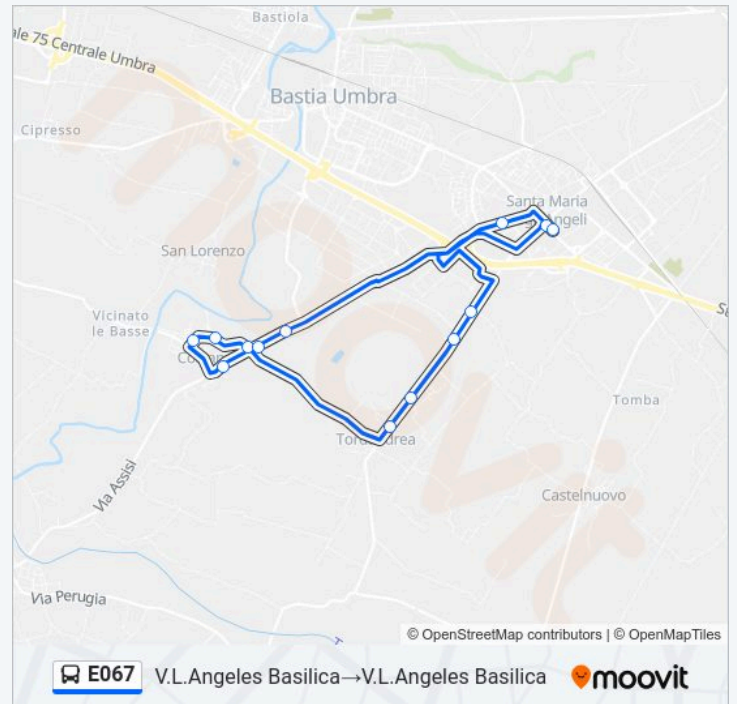 Bastiola
ale 75 Centrale Umbra
Bastia Umbra
Cipresso
Santa Maria
Angeli
San Lorenzo
Vicinato
le Basse
Tomba
Via Assisi
Castelnuovo
Via Perugia
moovit
© OpenStreetMap contributors | © OpenMapTiles
E067 V.L.Angeles Basilica→V.L.Angeles Basilica moovit